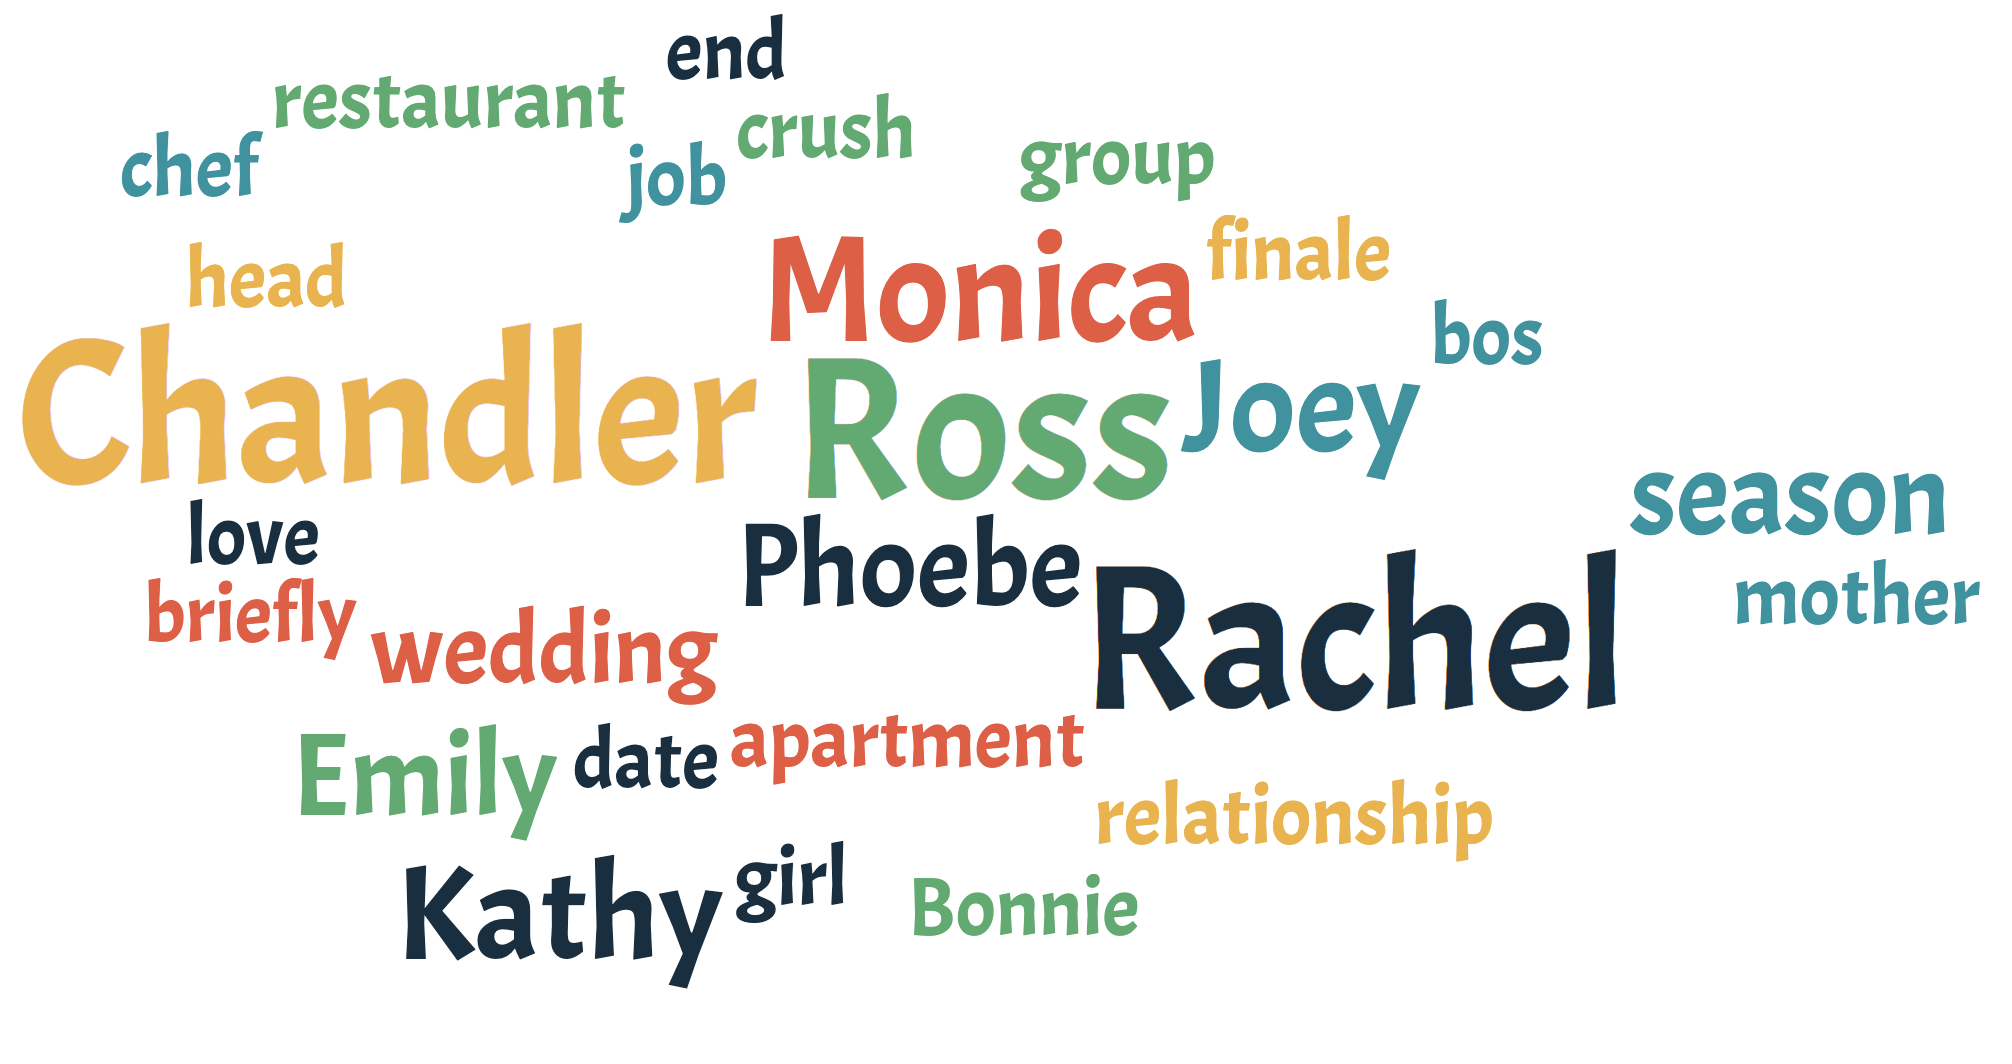 end
restaurant
crush
chef
job
group
head
Monica
finale
bos
Chandler
Ross
Joey
season
love
Phoebe
Rachel
mother
briefly
wedding
Emily
date
apartment
relationship
Kathy
girl
Bonnie